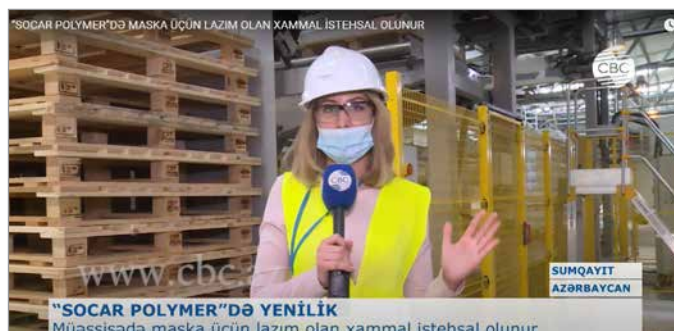 "SOCAR POLYMER"DƏ MASKA ÜÇÜN LAZIM OLAN XAMMAL İSTEHSAL OLUNUR
CBC
CBC
www.cbc.
SUMQAYIT
AZƏRBAYCAN
"SOCAR POLYMER"DƏ YENİLİK
Müəssisədə maska üçün lazım olan xammal istehsal olunur